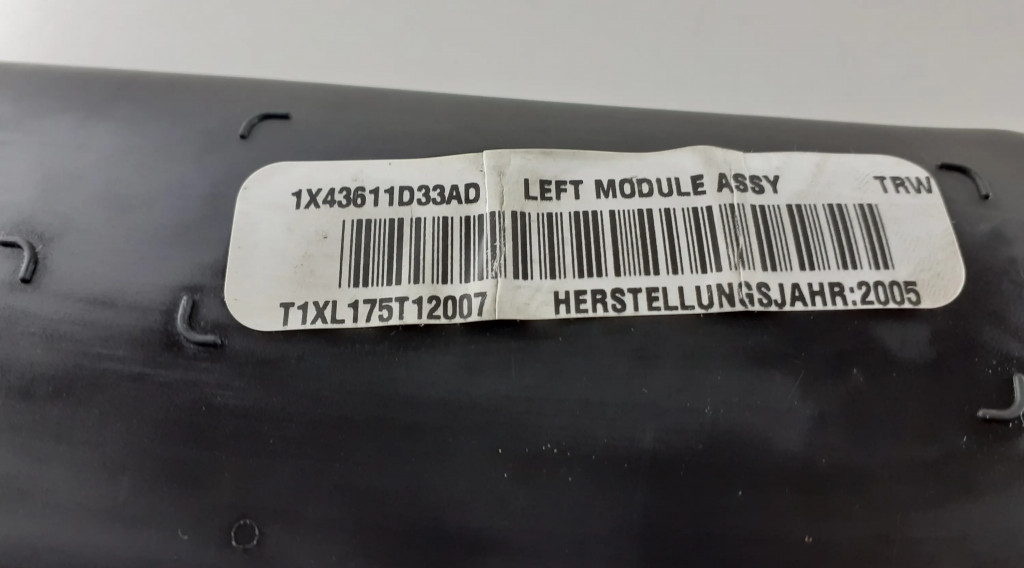 1X43611D33AD LEFT MODULE ASSY TRW
T1XL175T12007 HERSTELLUNGSJAHR:2005